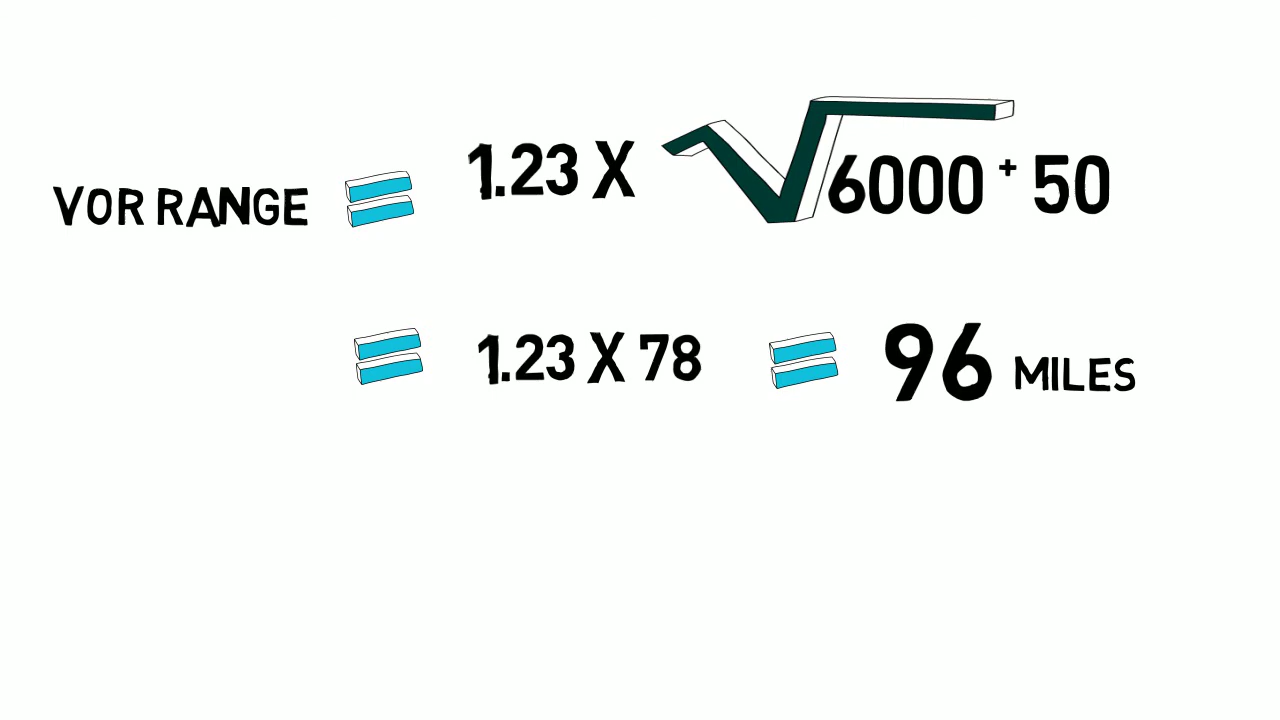 VOR RANGE = 1.23 X √6000 + 50
= 1.23 X 78 = 96 MILES